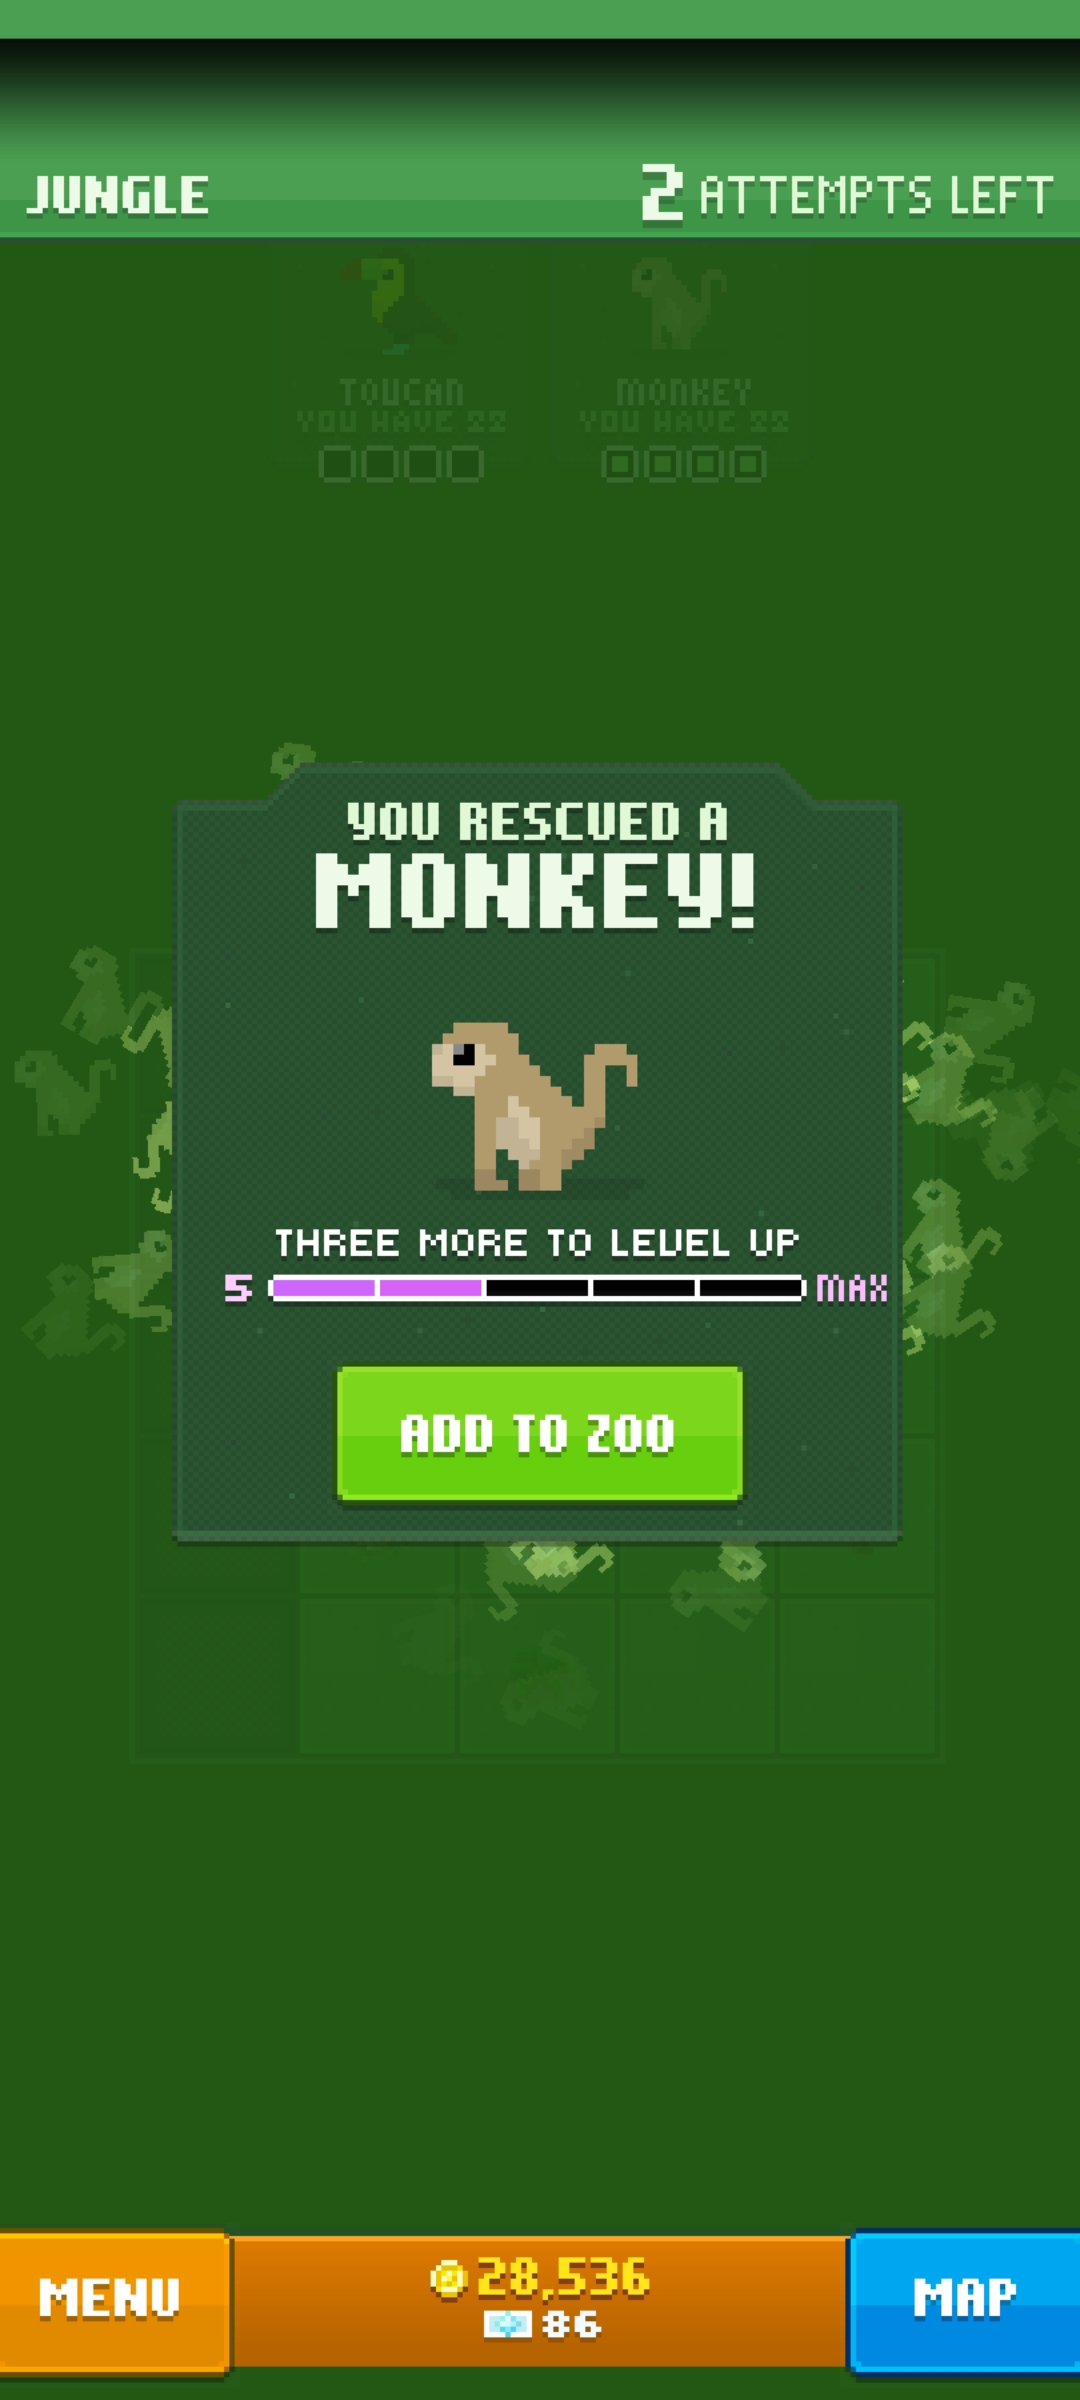 JUNGLE
2 ATTEMPTS LEFT
TOUCAN
MONKEY
YOU HAVE 22
YOU HAVE 22
YOU RESCUED A
MONKEY!
THREE MORE TO LEVEL UP
5
MAX
ADD TO ZOO
MENU
28,536
86
MAP